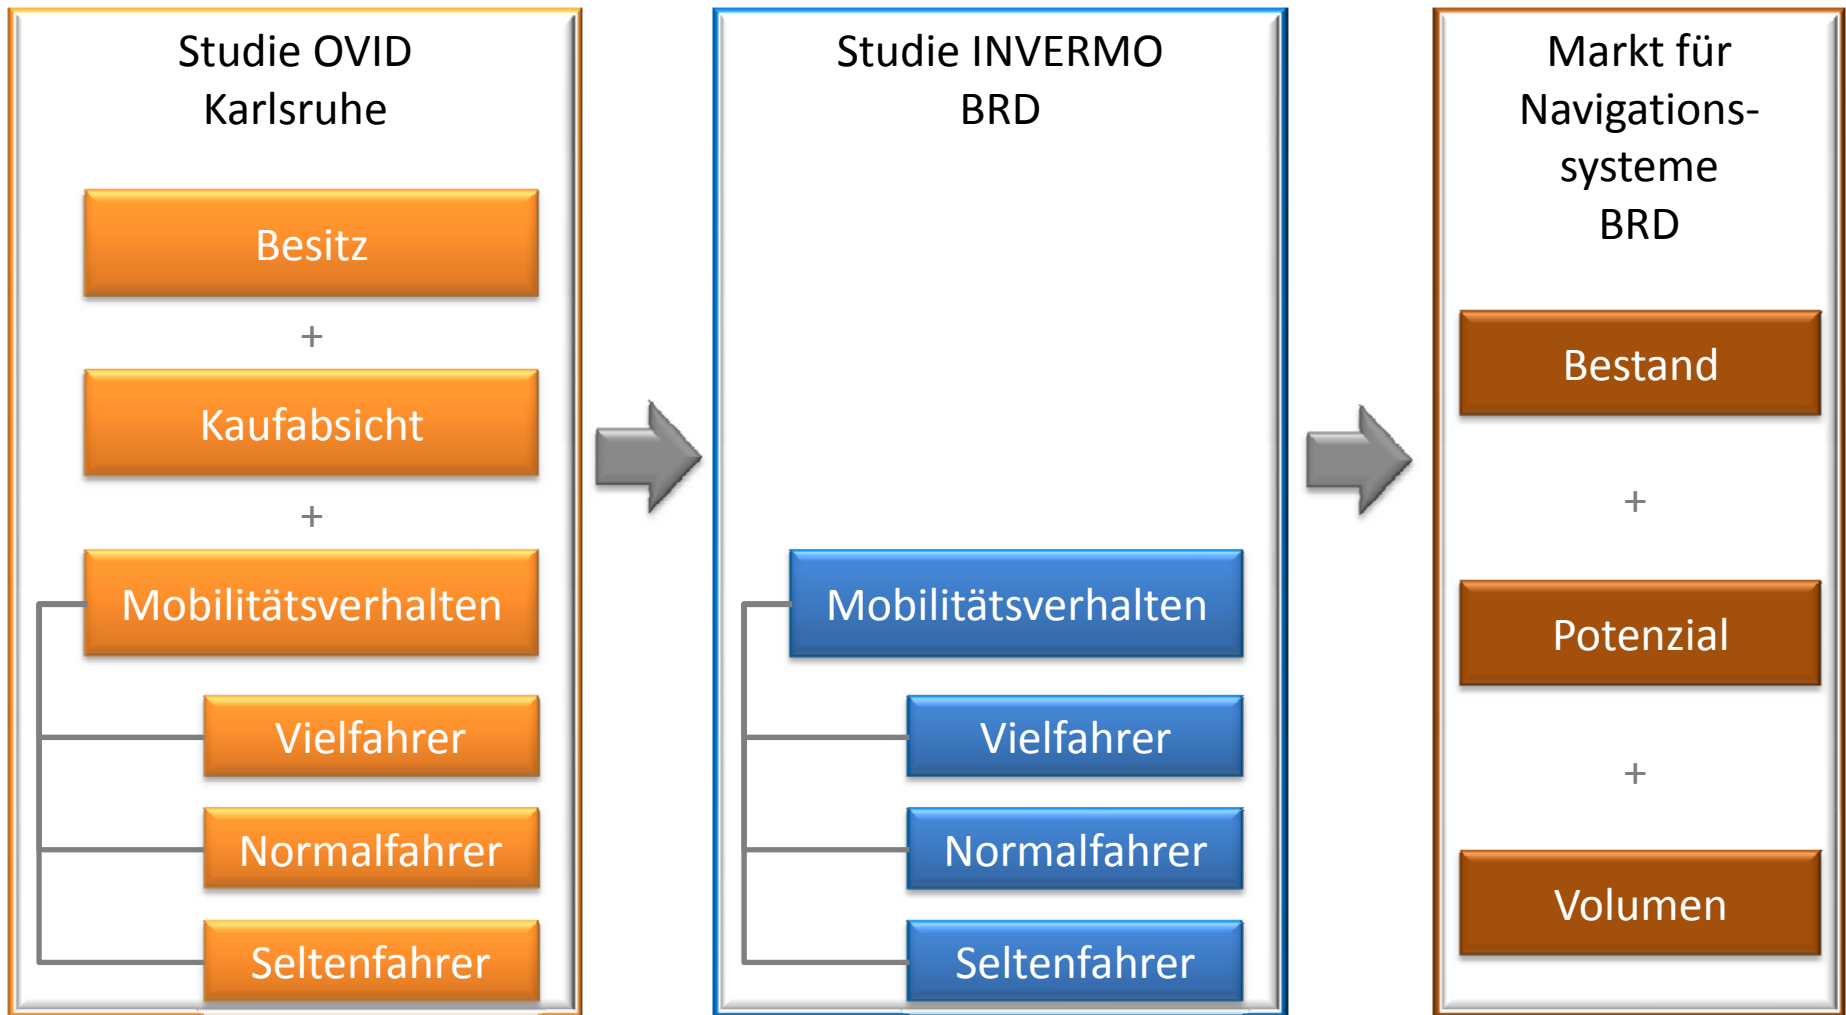 Studie OVID
Karlsruhe
Besitz
+
Kaufabsicht
+
Mobilitätsverhalten
Vielfahrer
Normalfahrer
Seltenfahrer
Studie INVERMO
BRD
Mobilitätsverhalten
Vielfahrer
Normalfahrer
Seltenfahrer
Markt für
Navigations-
systeme
BRD
Bestand
+
Potenzial
+
Volumen